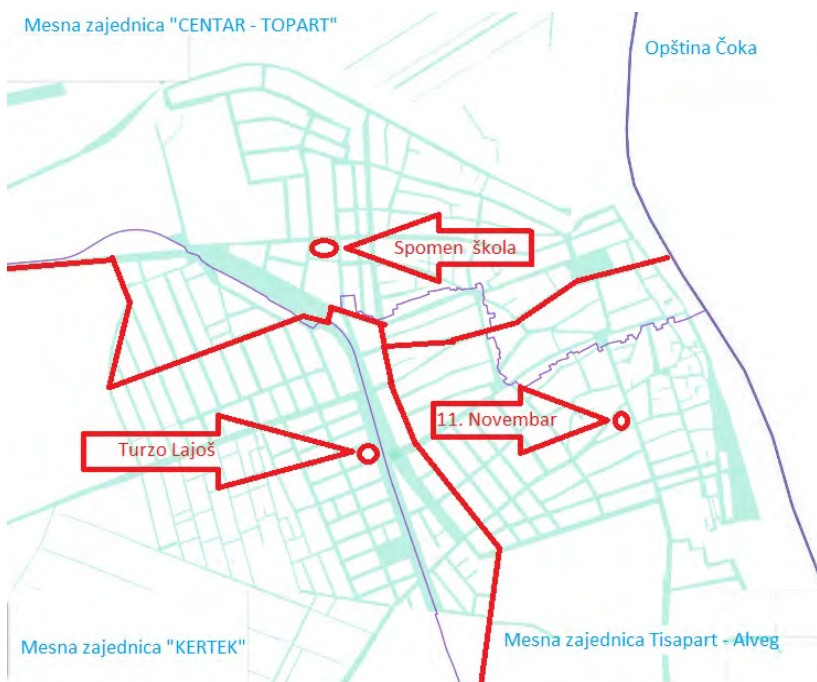 Mesna zajednica "CENTAR - TOPART"
Opština Čoka
Spomen škola
11. Novembar
Turzo Lajoš
Mesna zajednica "KERTEK"
Mesna zajednica Tisapart - Alveg